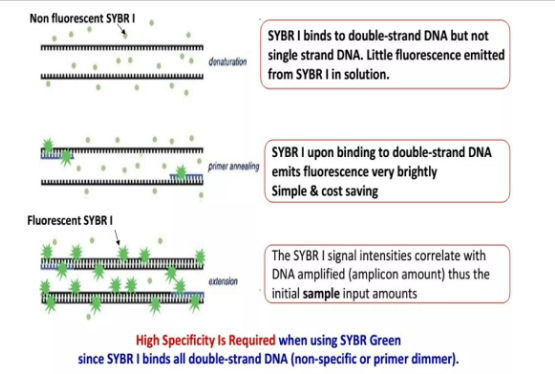 Non fluorescent SYBR I
SYBR I binds to double-strand DNA but not
single strand DNA. Little fluorescence emitted
from SYBR I in solution.
denaturation
SYBR I upon binding to double-strand DNA
emits fluorescence very brightly
Simple & cost saving
primer annealing
Fluorescent SYBR I
The SYBR I signal intensities correlate with
DNA amplified (amplicon amount) thus the
initial sample input amounts
extension
High Specificity Is Required when using SYBR Green
since SYBR I binds all double-strand DNA (non-specific or primer dimmer).